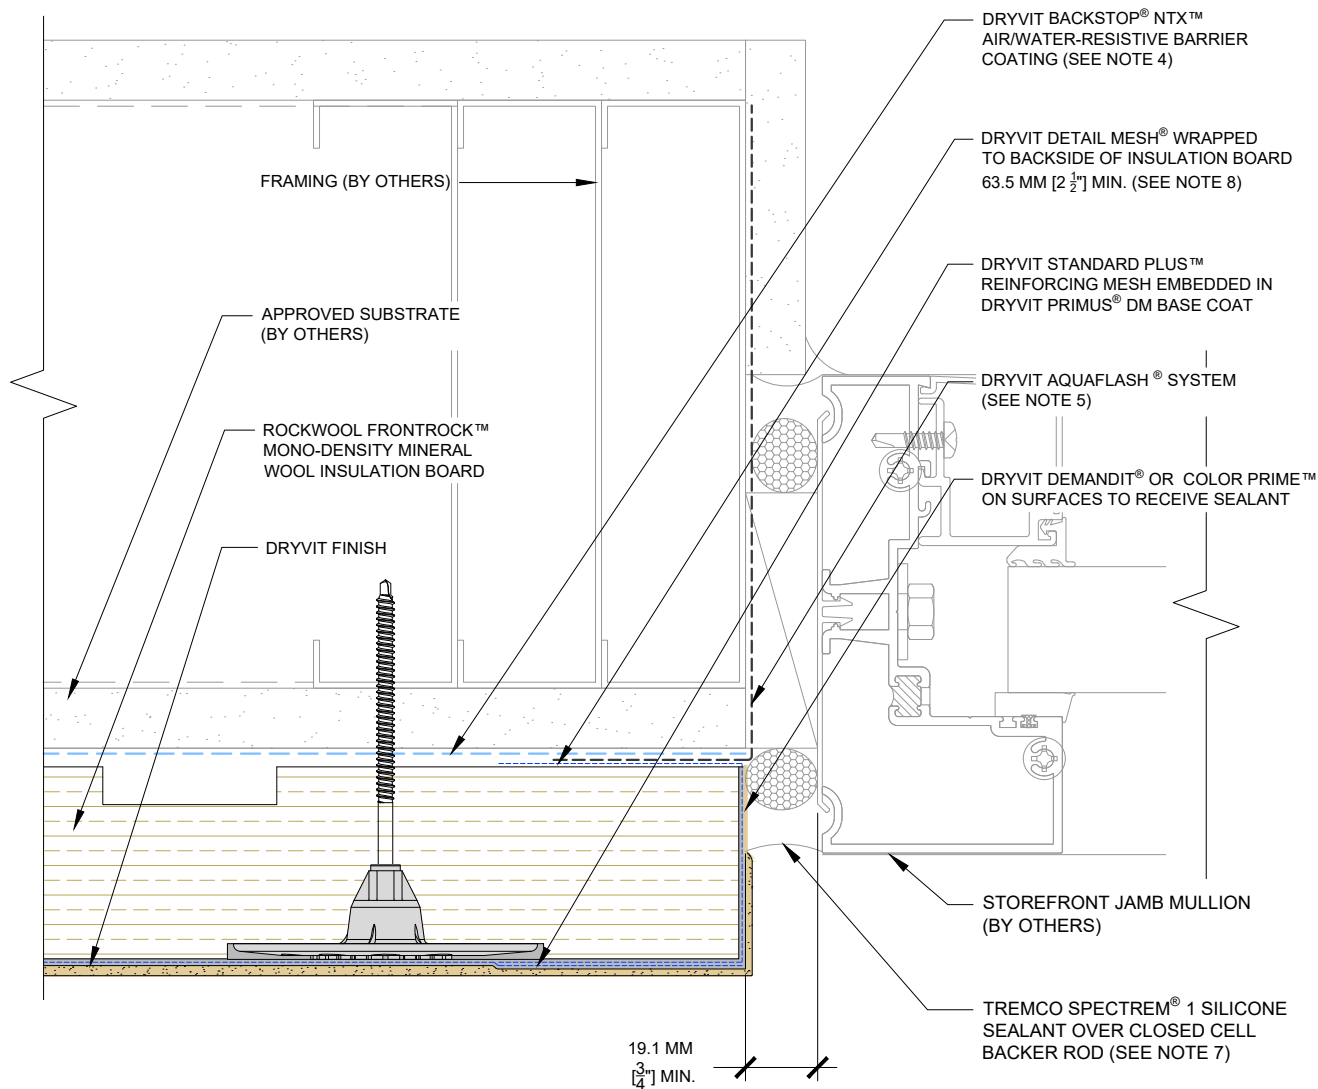 DRYVIT BACKSTOP® NTX™
AIR/WATER-RESISTIVE BARRIER
COATING (SEE NOTE 4)
DRYVIT DETAIL MESH® WRAPPED
TO BACKSIDE OF INSULATION BOARD
63.5 MM [2 1/2"] MIN. (SEE NOTE 8)
FRAMING (BY OTHERS)
DRYVIT STANDARD PLUS™
REINFORCING MESH EMBEDDED IN
DRYVIT PRIMUS® DM BASE COAT
APPROVED SUBSTRATE
(BY OTHERS)
DRYVIT AQUAFLASH ® SYSTEM
(SEE NOTE 5)
ROCKWOOL FRONTROCK™
MONO-DENSITY MINERAL
WOOL INSULATION BOARD
DRYVIT DEMANDIT® OR COLOR PRIME™
ON SURFACES TO RECEIVE SEALANT
DRYVIT FINISH
STOREFRONT JAMB MULLION
(BY OTHERS)
TREMCO SPECTREM® 1 SILICONE
SEALANT OVER CLOSED CELL
BACKER ROD (SEE NOTE 7)
19.1 MM
[3/4"] MIN.